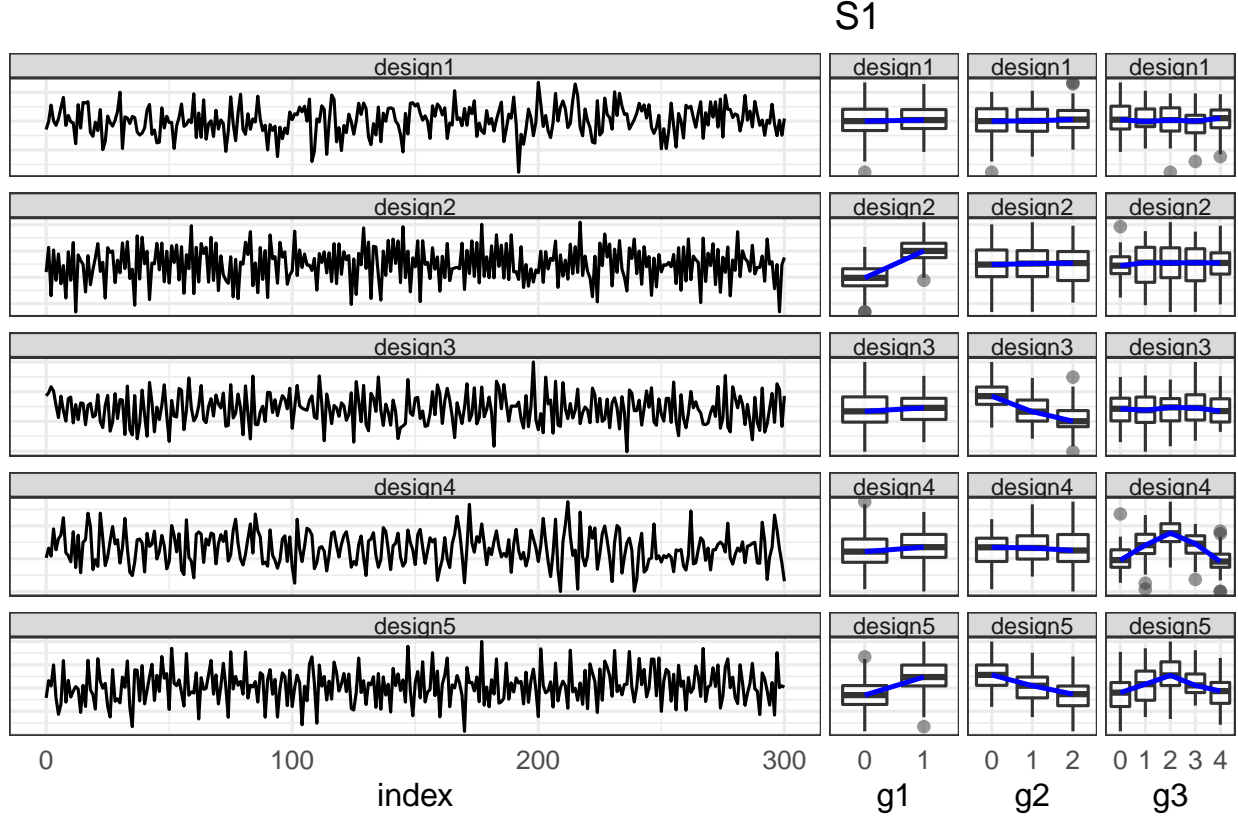 S1
design1 design1 design1 design1
design2 design2 design2 design2
design3 design3 design3 design3
design4 design4 design4 design4
design5 design5 design5 design5
0 100 200 300 0 1 0 1 2 0 1 2 3 4
index g1 g2 g3